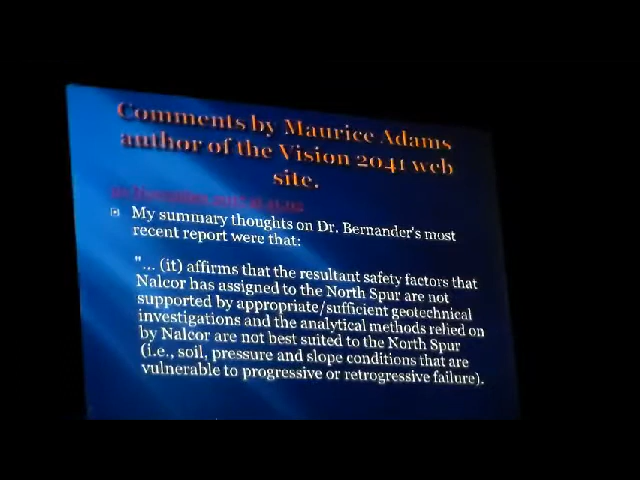 Comments by Maurice Adams
author of the Vision 2041 web
site.
My summary thoughts on Dr. Bernander's most
recent report were that:
"... (it) affirms that the resultant safety factors that
Nalcor has assigned to the North Spur are not
supported by appropriate/sufficient geotechnical
investigations and the analytical methods relied on
by Nalcor are not best suited to the North Spur
(i.e., soil, pressure and slope conditions that are
vulnerable to progressive or retrogressive failure).